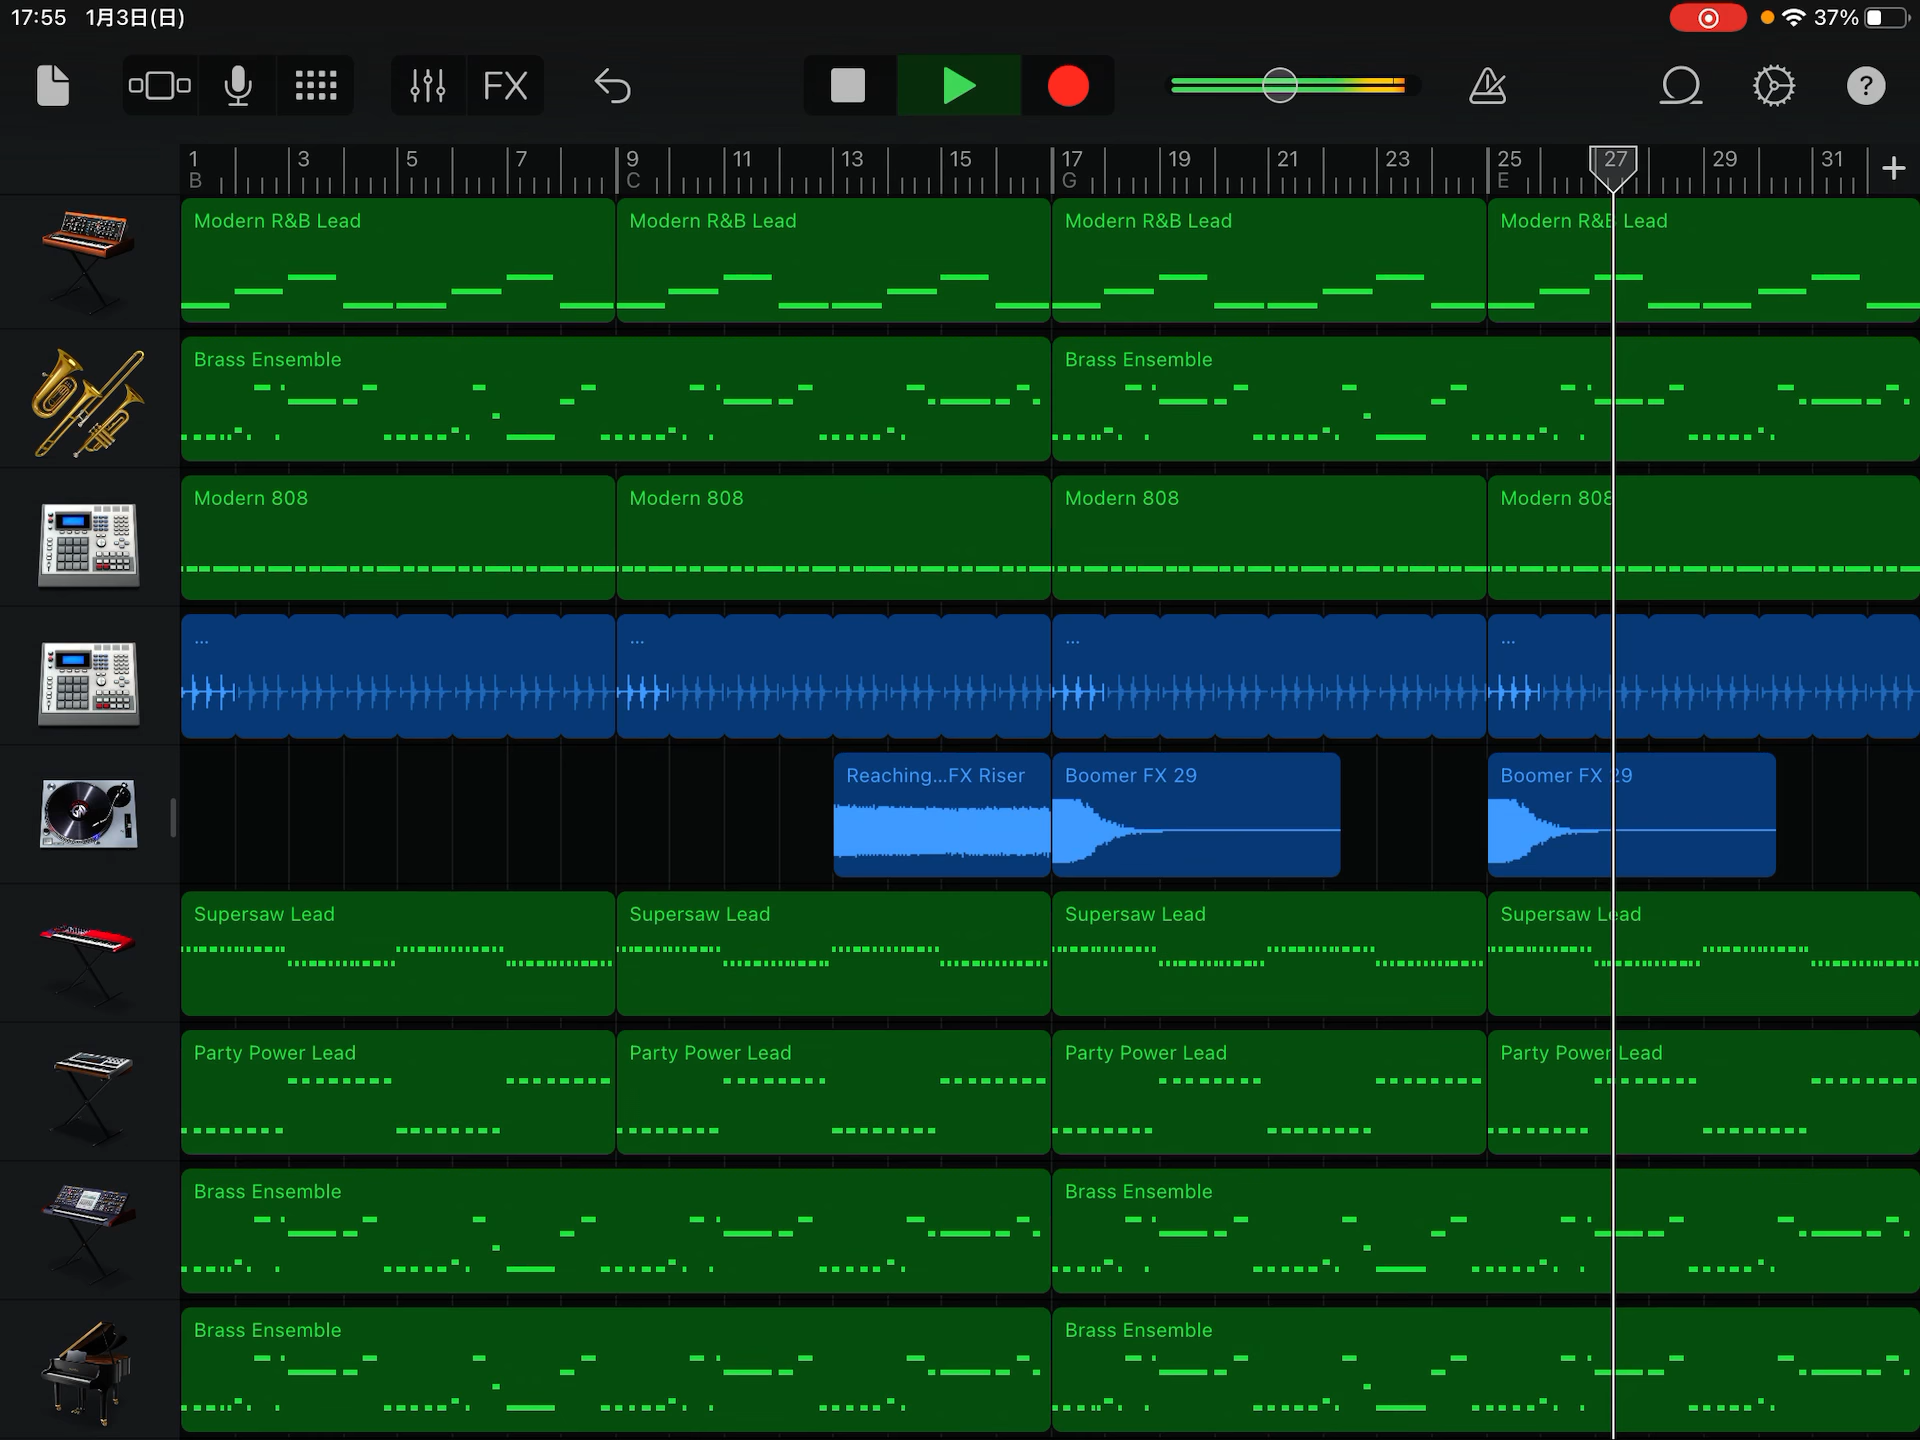 17:55 1月3日(日) 37%
FX ?
1 3 5 7 9 11 13 15 17 19 21 23 25 27 29 31 +
B C G E
Modern R&B Lead Modern R&B Lead Modern R&B Lead Modern R&B Lead
Brass Ensemble Brass Ensemble
Modern 808 Modern 808 Modern 808 Modern 808
... ... ... ...
Reaching...FX Riser Boomer FX 29 Boomer FX 29
Supersaw Lead Supersaw Lead Supersaw Lead Supersaw Lead
Party Power Lead Party Power Lead Party Power Lead Party Power Lead
Brass Ensemble Brass Ensemble
Brass Ensemble Brass Ensemble